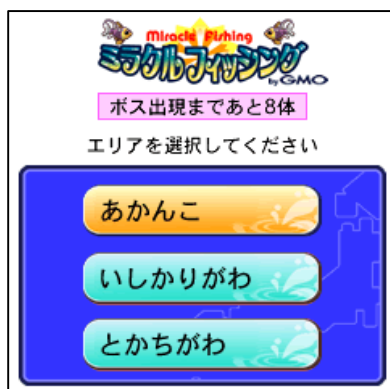 Miracle Fishing
ミラクルフィッシング
by GMO
ボス出現まであと8体
エリアを選択してください
あかんこ
いしかりがわ
とかちがわ